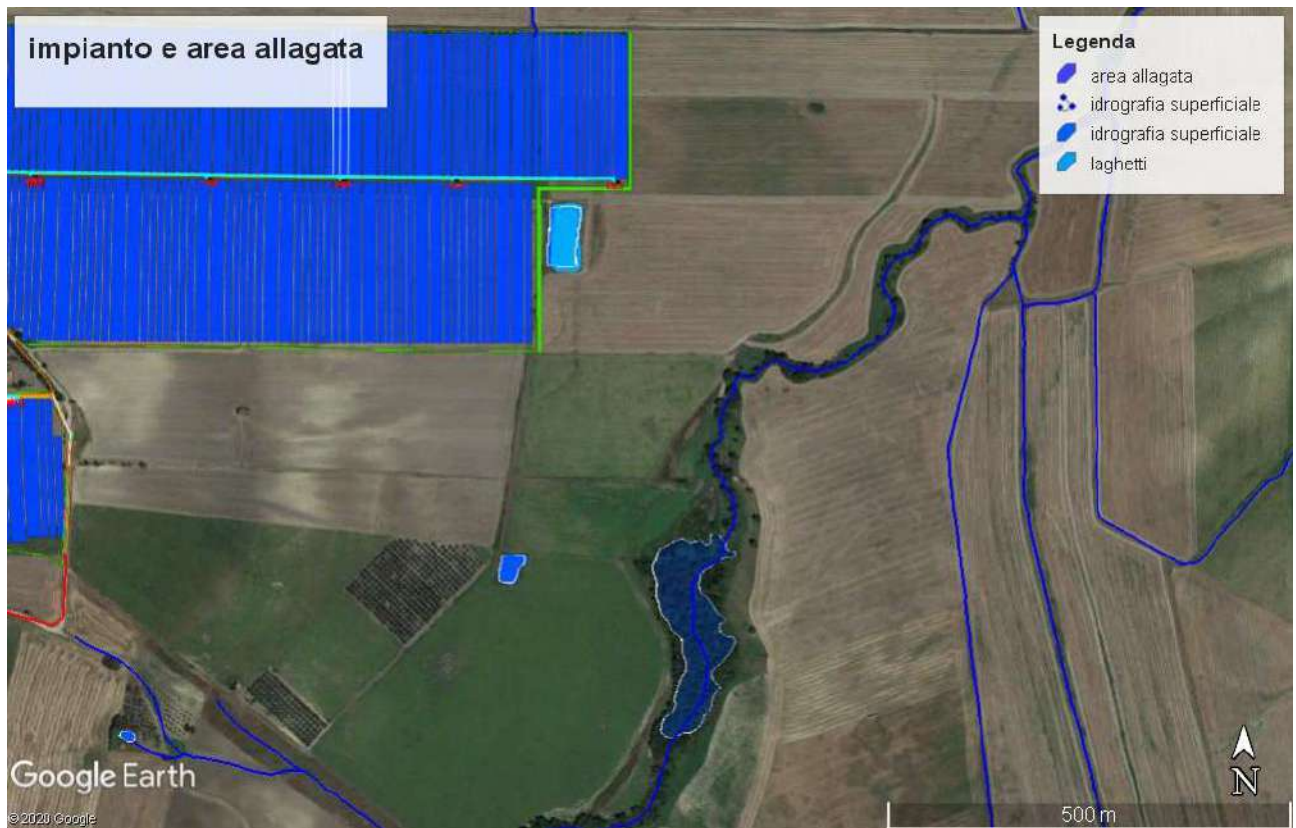 impianto e area allagata
Legenda
area allagata
idrografia superficiale
idrografia superficiale
laghetti
Google Earth
© 2020 Google
N
500 m